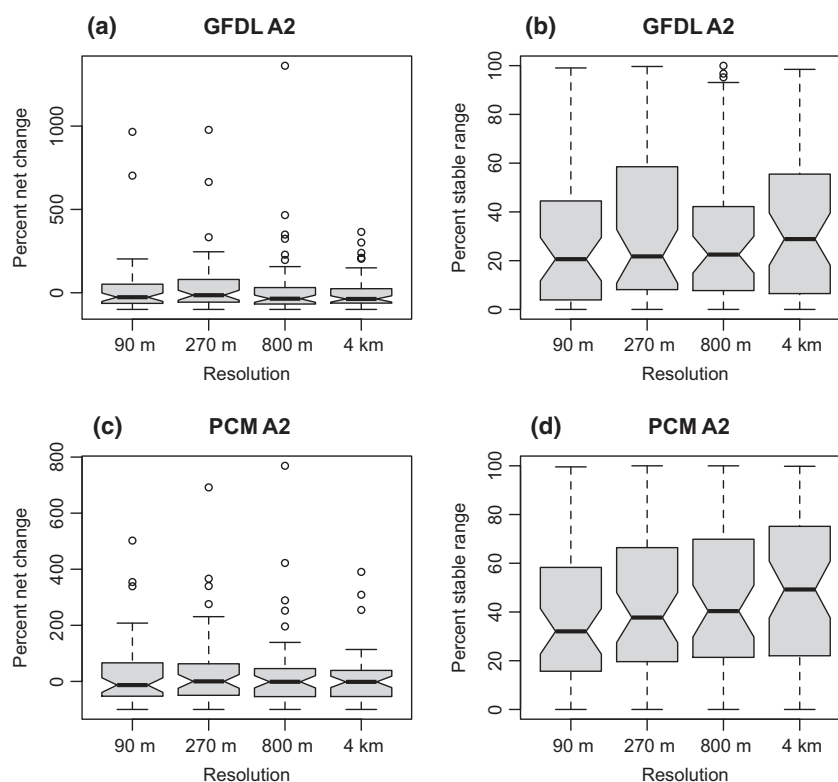 (a) GFDL A2
Percent net change
1000
500
0
90 m 270 m 800 m 4 km
Resolution
(b) GFDL A2
Percent stable range
100
80
60
40
20
0
90 m 270 m 800 m 4 km
Resolution
(c) PCM A2
Percent net change
800
600
400
200
0
90 m 270 m 800 m 4 km
Resolution
(d) PCM A2
Percent stable range
100
80
60
40
20
0
90 m 270 m 800 m 4 km
Resolution